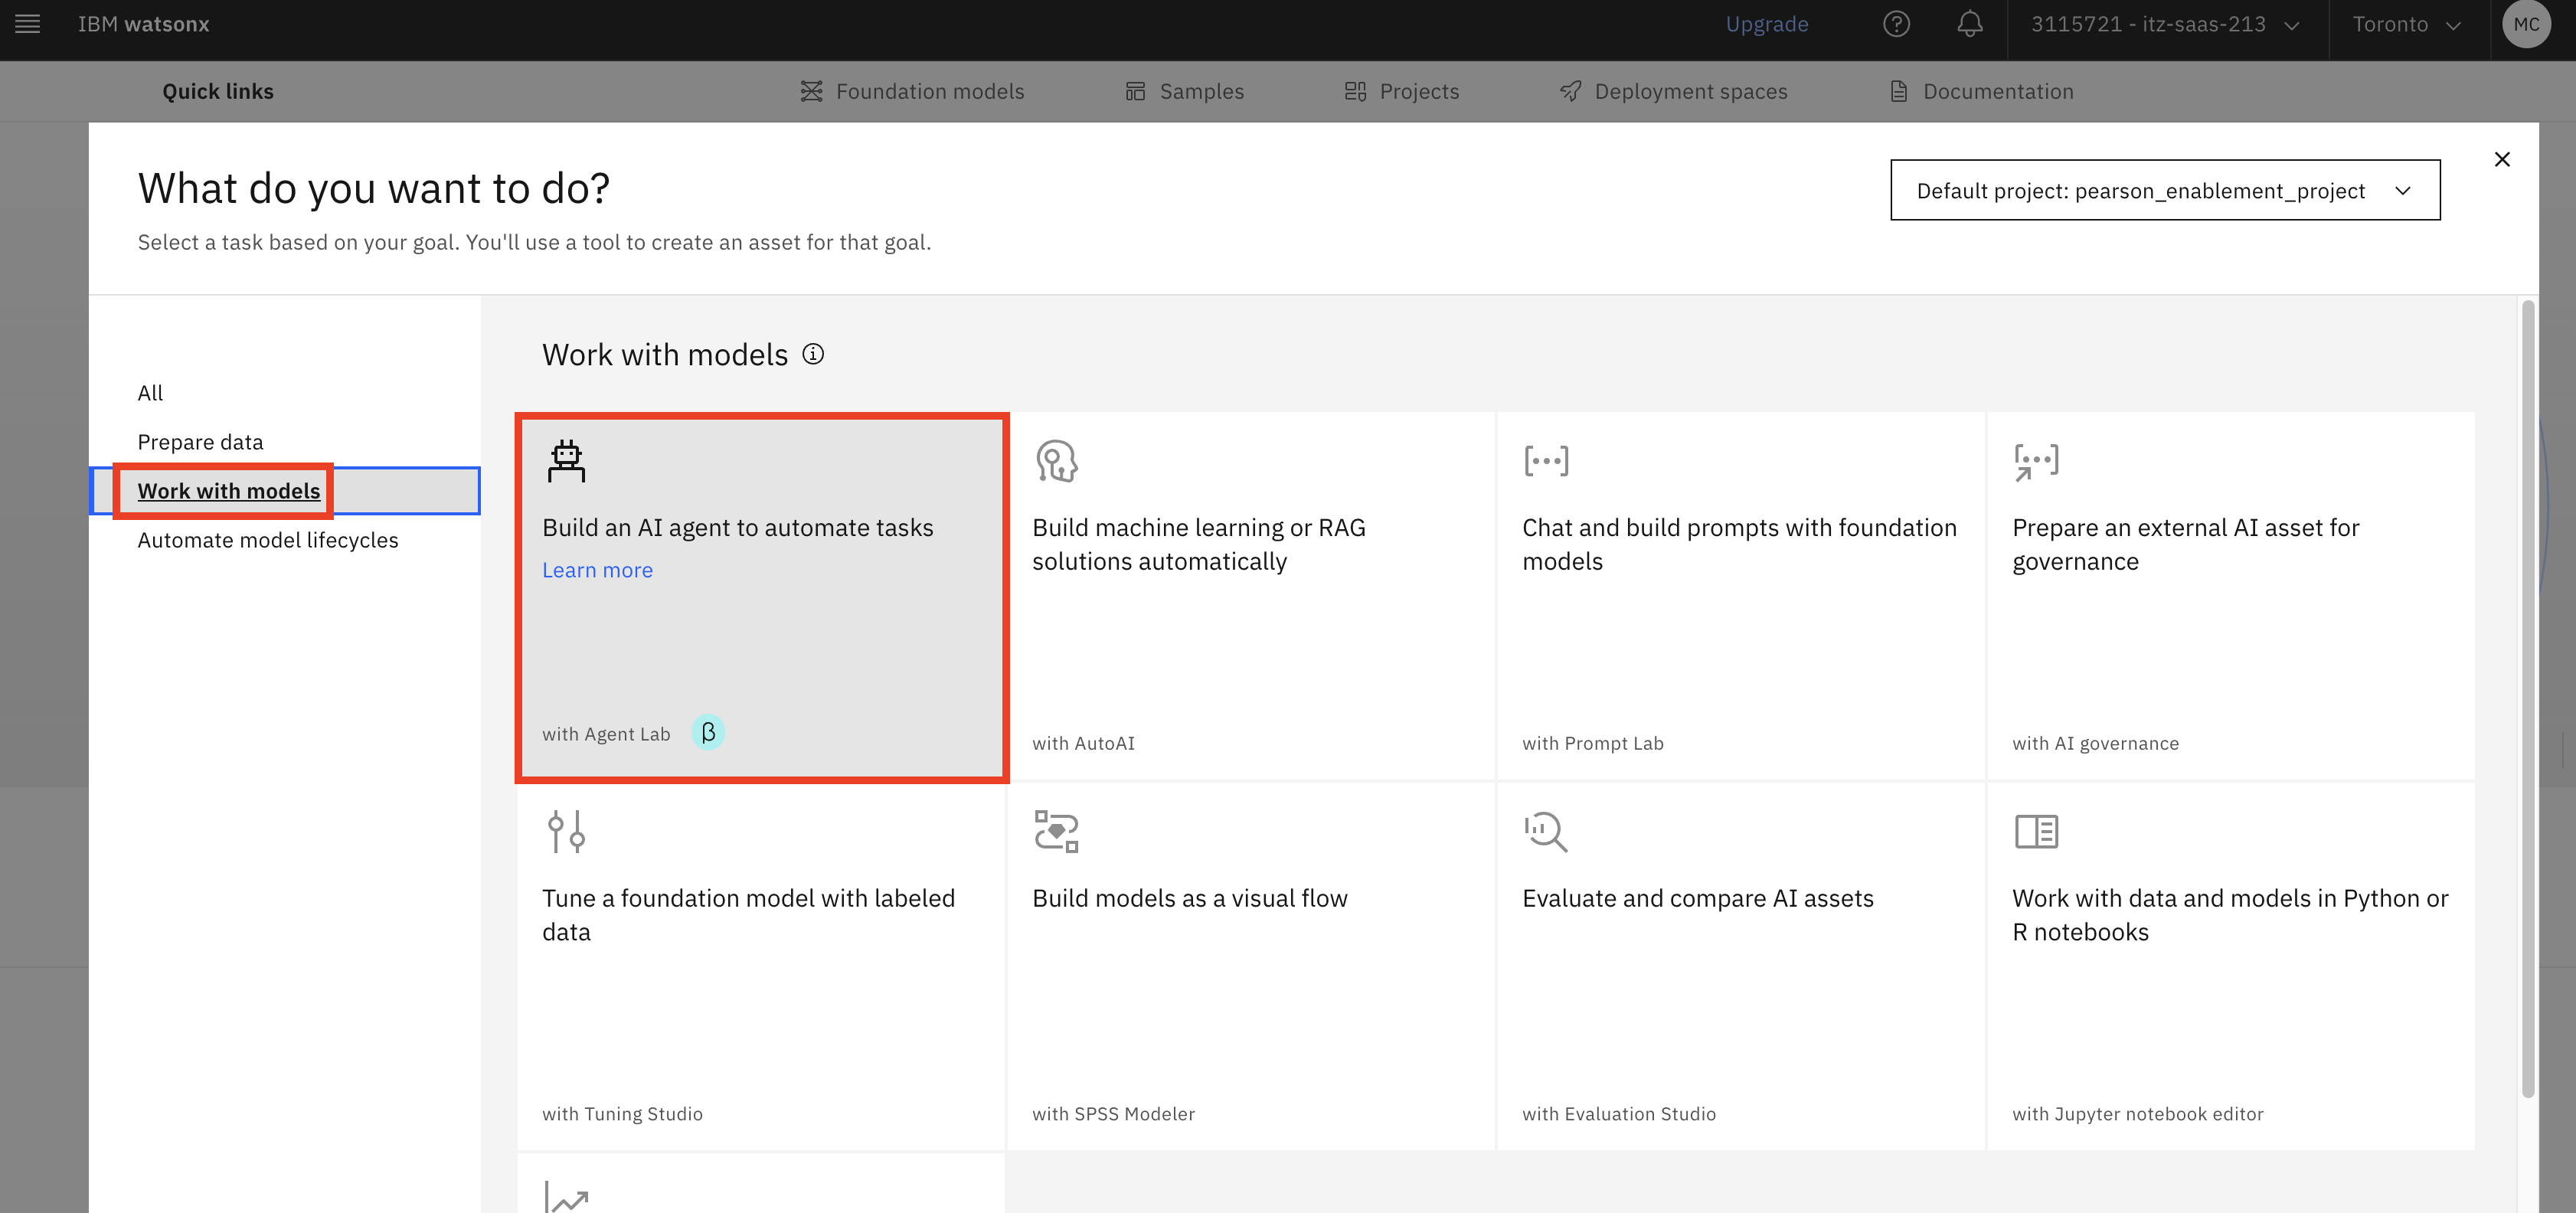 IBM watsonx
Upgrade
3115721 - itz-saas-213
Toronto
MC
Quick links
Foundation models
Samples
Projects
Deployment spaces
Documentation
What do you want to do?
Default project: pearson_enablement_project
Select a task based on your goal. You'll use a tool to create an asset for that goal.
All
Prepare data
Work with models
Automate model lifecycles
Work with models
Build an AI agent to automate tasks
Learn more
with Agent Lab
β
Build machine learning or RAG
solutions automatically
with AutoAI
Chat and build prompts with foundation
models
with Prompt Lab
Prepare an external AI asset for
governance
with AI governance
Tune a foundation model with labeled
data
with Tuning Studio
Build models as a visual flow
with SPSS Modeler
Evaluate and compare AI assets
with Evaluation Studio
Work with data and models in Python or
R notebooks
with Jupyter notebook editor